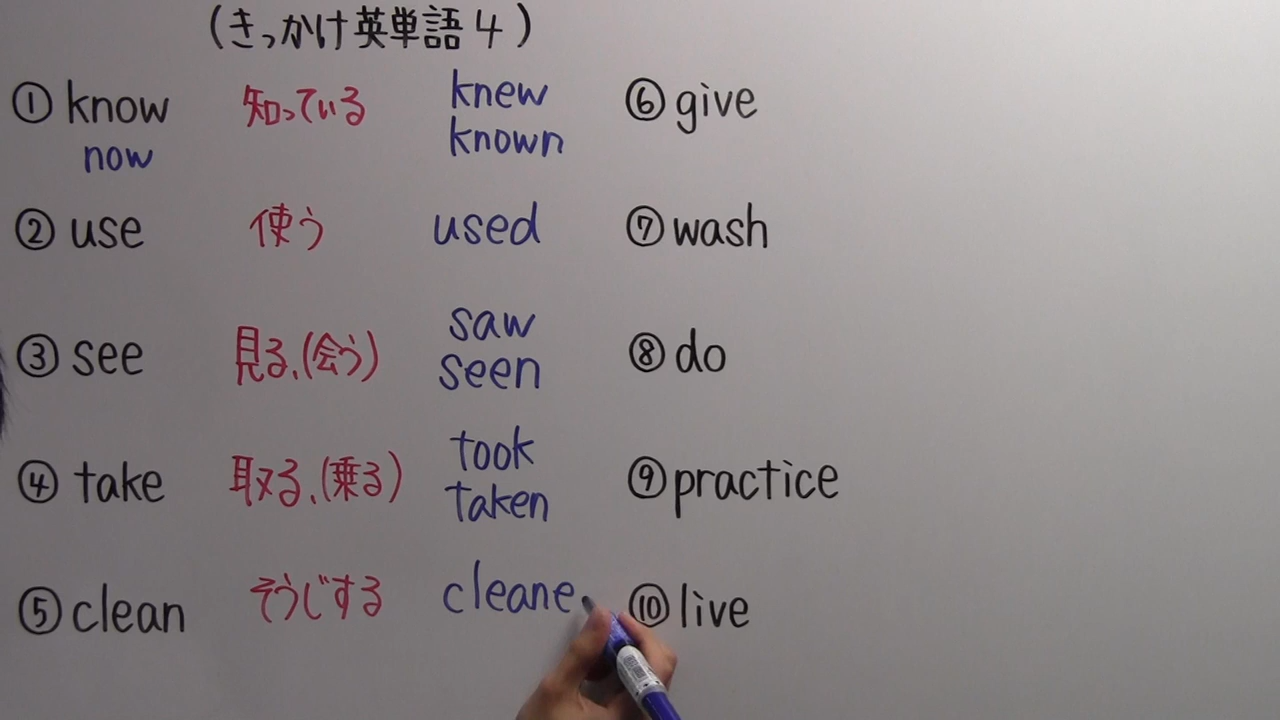 (きっかけ英単語4)
① know 知っている knew
known
now
② use 使う used
③ see 見る、(会う) saw
seen
④ take 取る、(乗る) took
taken
⑤ clean そうじする cleane
⑥ give
⑦ wash
⑧ do
⑨ practice
⑩ live